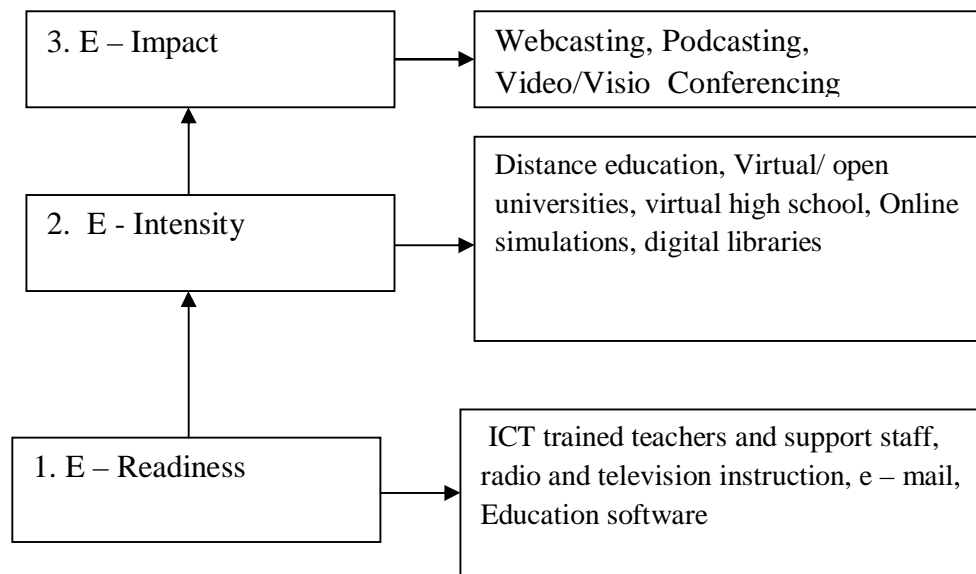 3. E – Impact
Webcasting, Podcasting,
Video/Visio Conferencing
2. E - Intensity
Distance education, Virtual/ open
universities, virtual high school, Online
simulations, digital libraries
1. E – Readiness
ICT trained teachers and support staff,
radio and television instruction, e – mail,
Education software